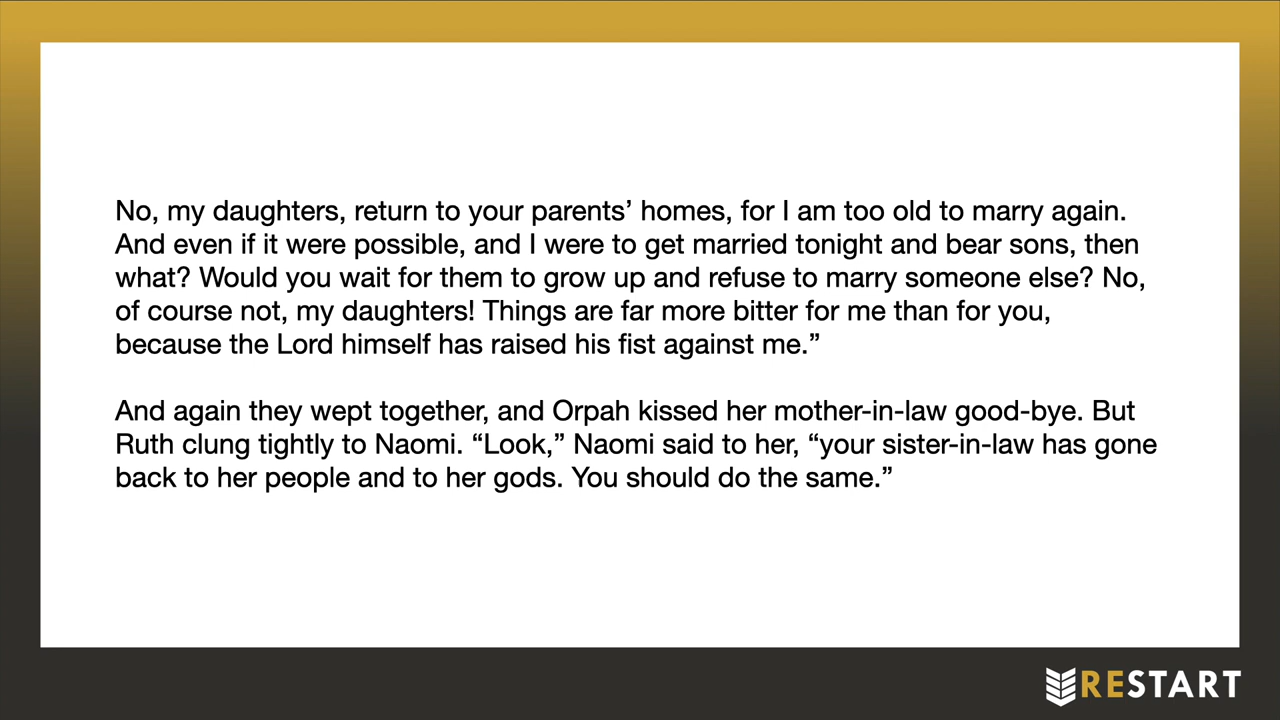 No, my daughters, return to your parents’ homes, for I am too old to marry again.
And even if it were possible, and I were to get married tonight and bear sons, then
what? Would you wait for them to grow up and refuse to marry someone else? No,
of course not, my daughters! Things are far more bitter for me than for you,
because the Lord himself has raised his fist against me.”
And again they wept together, and Orpah kissed her mother-in-law good-bye. But
Ruth clung tightly to Naomi. “Look,” Naomi said to her, “your sister-in-law has gone
back to her people and to her gods. You should do the same.”
RESTART